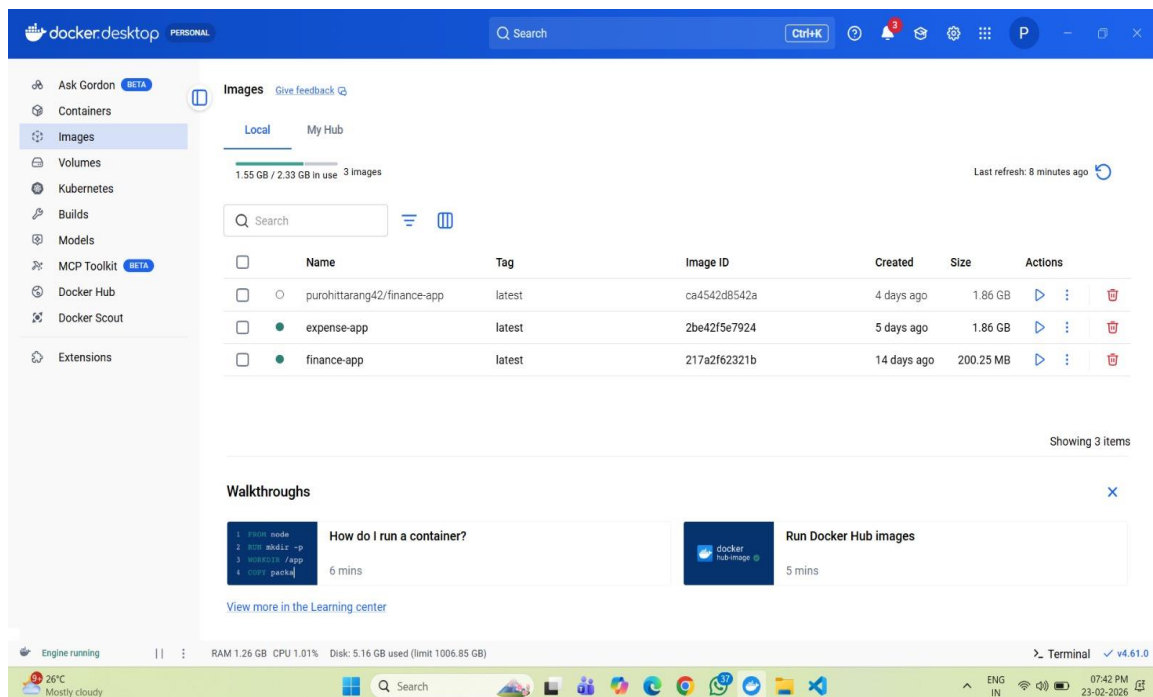 docker.desktop PERSONAL Search Ctrl+K 3 P
Ask Gordon BETA
Containers
Images
Volumes
Kubernetes
Builds
Models
MCP Toolkit BETA
Docker Hub
Docker Scout
Extensions
Images Give feedback
Local My Hub
1.55 GB / 2.33 GB in use 3 images
Last refresh: 8 minutes ago
Search
Name Tag Image ID Created Size Actions
purohittarang42/finance-app latest ca4542d8542a 4 days ago 1.86 GB
expense-app latest 2be42f5e7924 5 days ago 1.86 GB
finance-app latest 217a2f62321b 14 days ago 200.25 MB
Showing 3 items
Walkthroughs
1 FROM node
2 RUN mkdir -p
3 WORKDIR /app
4 COPY packa
How do I run a container?
6 mins
docker
hub-image
Run Docker Hub images
5 mins
View more in the Learning center
Engine running RAM 1.26 GB CPU 1.01% Disk: 5.16 GB used (limit 1006.85 GB) Terminal v4.61.0
9+ 26°C
Mostly cloudy
Search
37
ENG
IN
07:42 PM
23-02-2026